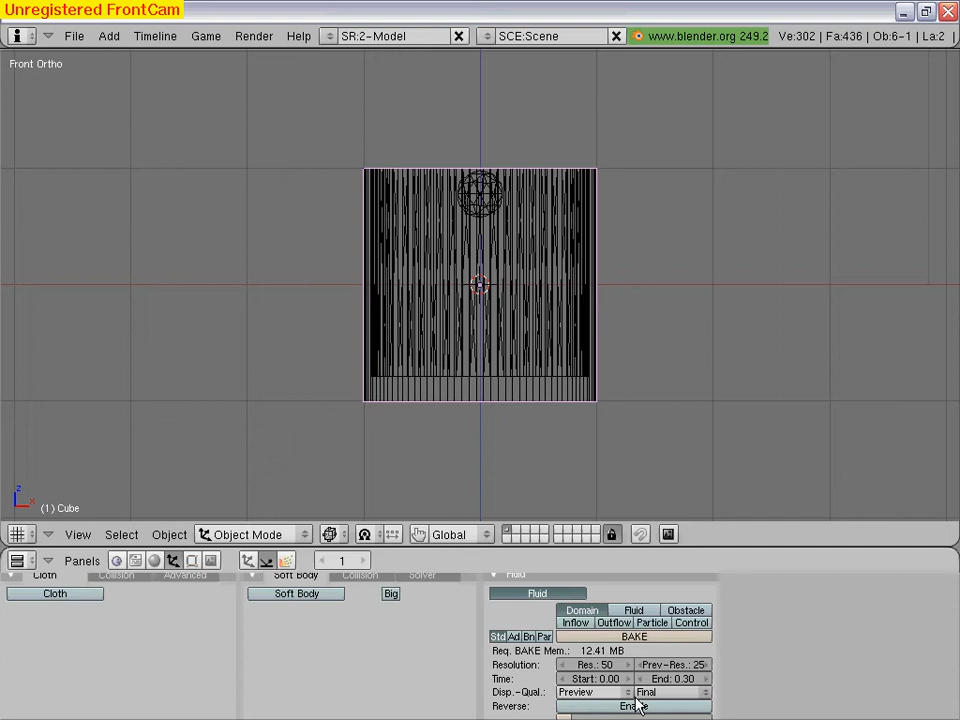 Unregistered FrontCam
File Add Timeline Game Render Help SR:2-Model SCE:Scene www.blender.org 249.2 Ve:302 | Fa:436 | Ob:6-1 | La:2 |
Front Ortho
z
x
(1) Cube
View Select Object Object Mode Global
Panels 1
Cloth Collision Advanced Soft Body Collision Solver Fluid
Cloth Soft Body Big Fluid
Domain Fluid Obstacle
Inflow Outflow Particle Control
Std Ad Bn Par BAKE
Req. BAKE Mem.: 12.41 MB
Resolution: Res.: 50 Prev-Res.: 25
Time: Start: 0.00 End: 0.30
Disp.-Qual.: Preview Final
Reverse: